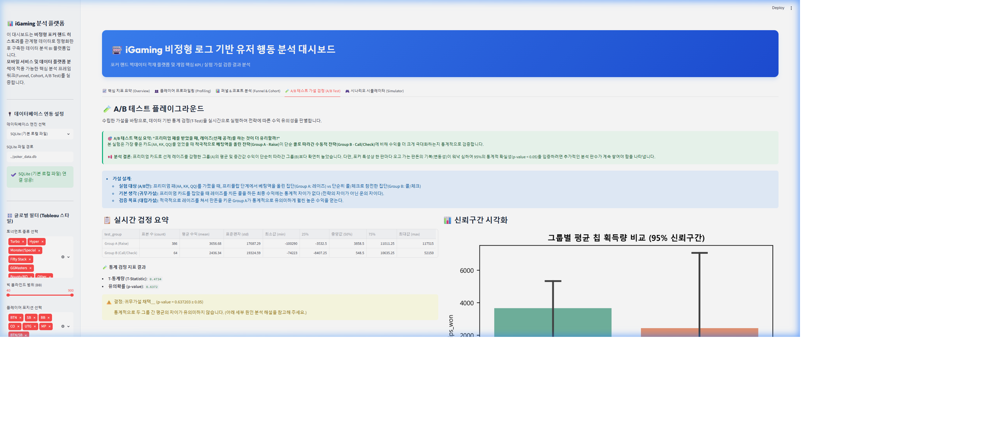 Deploy
iGaming 분석 플랫폼
이 대시보드는 비정형 포커 핸드 히
스토리를 관계형 데이터로 정형화한
후 구축한 데이터 분석 BI 플랫폼입
니다.
모바일 서비스 및 데이터 플랫폼 분
석에 적용 가능한 핵심 분석 프레임
워크(Funnel, Cohort, A/B Test)를 실
증합니다.
데이터베이스 연동 설정
데이터베이스 엔진 선택
SQLite (기본 로컬 파일)
SQLite 파일 경로
../poker_data.db
SQLite (기본 로컬 파일) 연
결 성공!
글로벌 필터 (Tableau 스타
일)
토너먼트 종류 선택
Turbo × Hyper ×
Monster/Special ×
Fifty Stack ×
GGMasters ×
Bounty/KO × Other ×
빅 블라인드 범위 (BB)
40 900
플레이어 포지션 선택
BTN × SB × BB ×
CO × UTG × MP ×
BTN/SB ×
iGaming 비정형 로그 기반 유저 행동 분석 대시보드
포커 핸드 빅데이터 적재 플랫폼 및 게임 핵심 KPI / 실험 가설 검증 결과 분석
핵심 지표 요약 (Overview) 플레이어 프로파일링 (Profiling) 퍼널 & 코호트 분석 (Funnel & Cohort) A/B 테스트 가설 검정 (A/B Test) 시나리오 시뮬레이터 (Simulator)
A/B 테스트 플레이그라운드
수립한 가설을 바탕으로, 데이터 기반 통계 검정(T-Test)을 실시간으로 실행하여 전략에 따른 수익 유의성을 판별합니다.
A/B 테스트 핵심 요약: "프리미엄 패를 받았을 때, 레이즈(선제 공격)를 하는 것이 더 유리할까?"
본 실험은 가장 좋은 카드(AA, KK, QQ)를 얻었을 때 적극적으로 베팅액을 올린 전략(Group A - Raise)이 단순 콜로 따라간 수동적 전략(Group B - Call/Check)에 비해 수익을 더 크게 극대화하는지 통계적으로 검증합니다.
분석 결론: 프리미엄 카드로 선제 레이즈를 감행한 그룹(A)의 평균 및 중간값 수익이 단순히 따라간 그룹(B)보다 확연히 높았습니다. 다만, 포커 특성상 한 판마다 오고 가는 판돈의 기복(변동성)이 워낙 심하여 95%의 통계적 확실성(p-value < 0.05)을 입증하려면 추가적인 분석 판수가 계속 쌓여야 함을 나타냅니다.
• 가설 설계:
◦ 실험 대상 (A/B안): 프리미엄 패(AA, KK, QQ)를 가졌을 때, 프리플랍 단계에서 베팅액을 올린 집단(Group A: 레이즈) vs 단순히 콜/체크로 참전한 집단(Group B: 콜/체크)
◦ 기본 생각 (귀무가설): 프리미엄 카드를 잡았을 때 레이즈를 치든 콜을 하든 최종 수익에는 통계적 차이가 없다 (전략의 차이가 아닌 운의 차이다).
◦ 검증 목표 (대립가설): 적극적으로 레이즈를 쳐서 판돈을 키운 Group A가 통계적으로 유의미하게 훨씬 높은 수익을 얻는다.
실시간 검정 요약
test_group 표본 수 (count) 평균 수익 (mean) 표준편차 (std) 최소값 (min) 25% 중앙값 (50%) 75% 최대값 (max)
Group A (Raise) 386 3656.68 17687.29 -100290 -3532.5 3858.5 11011.25 117515
Group B (Call/Check) 64 2436.34 19324.59 -74223 -8407.25 548.5 10635.25 52150
통계 검정 지표 결과
• T-통계량 (T-Statistic): 0.4734
• 유의확률 (p-value): 0.6372
결정: 귀무가설 채택__ (p-value = 0.637203 ≥ 0.05)
통계적으로 두 그룹 간 평균의 차이가 유의미하지 않습니다. (아래 세부 원인 분석 해설을 참고해 주세요.)
신뢰구간 시각화
그룹별 평균 칩 획득량 비교 (95% 신뢰구간)
6000
4000
2000
ips_won